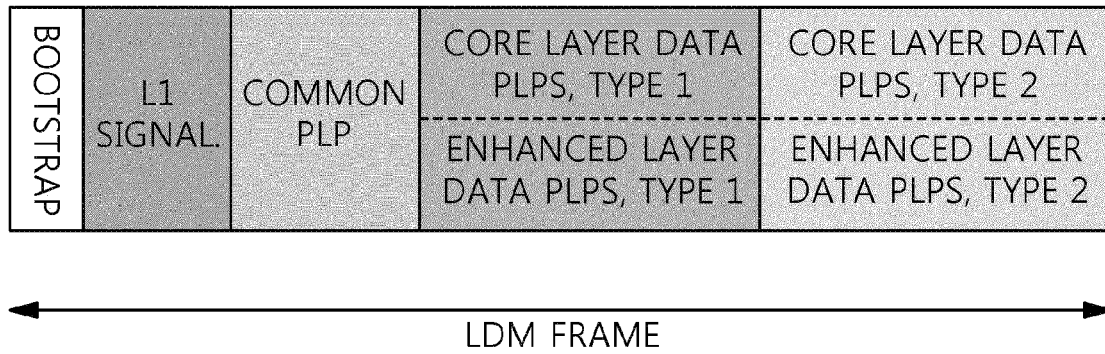 BOOTSTRAP
L1
SIGNAL.
COMMON
PLP
CORE LAYER DATA
PLPS, TYPE 1
ENHANCED LAYER
DATA PLPS, TYPE 1
CORE LAYER DATA
PLPS, TYPE 2
ENHANCED LAYER
DATA PLPS, TYPE 2
LDM FRAME